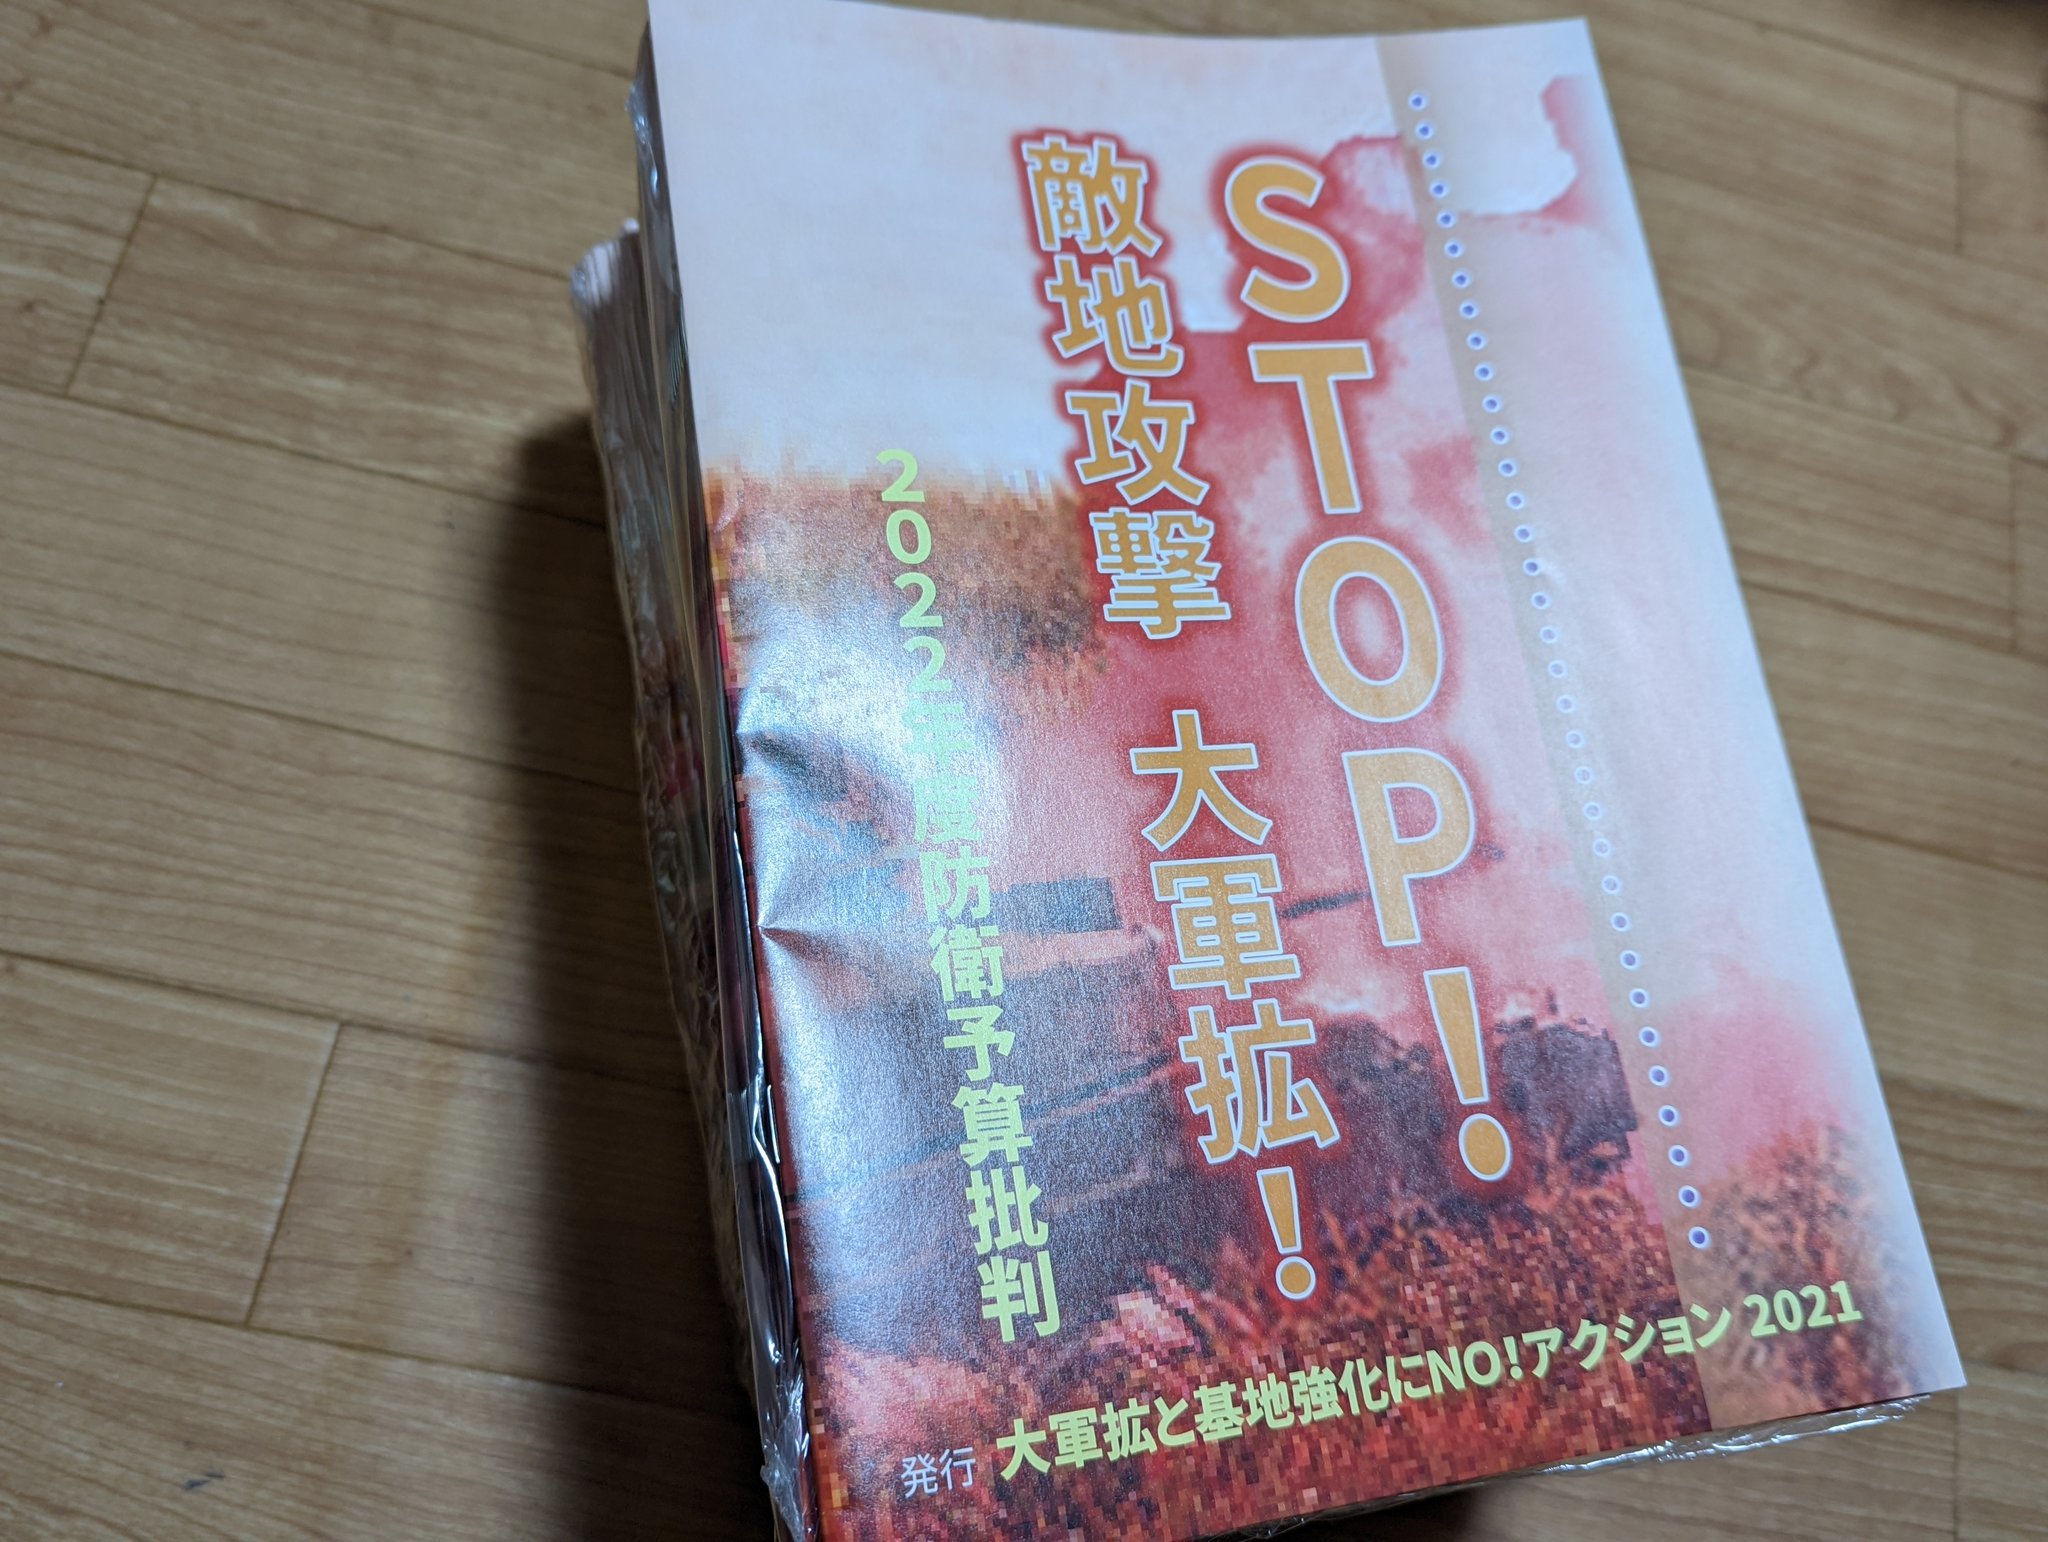 STOP!
敵地攻撃 大軍拡!
2022年度防衛予算批判
発行 大軍拡と基地強化にNO!アクション 2021